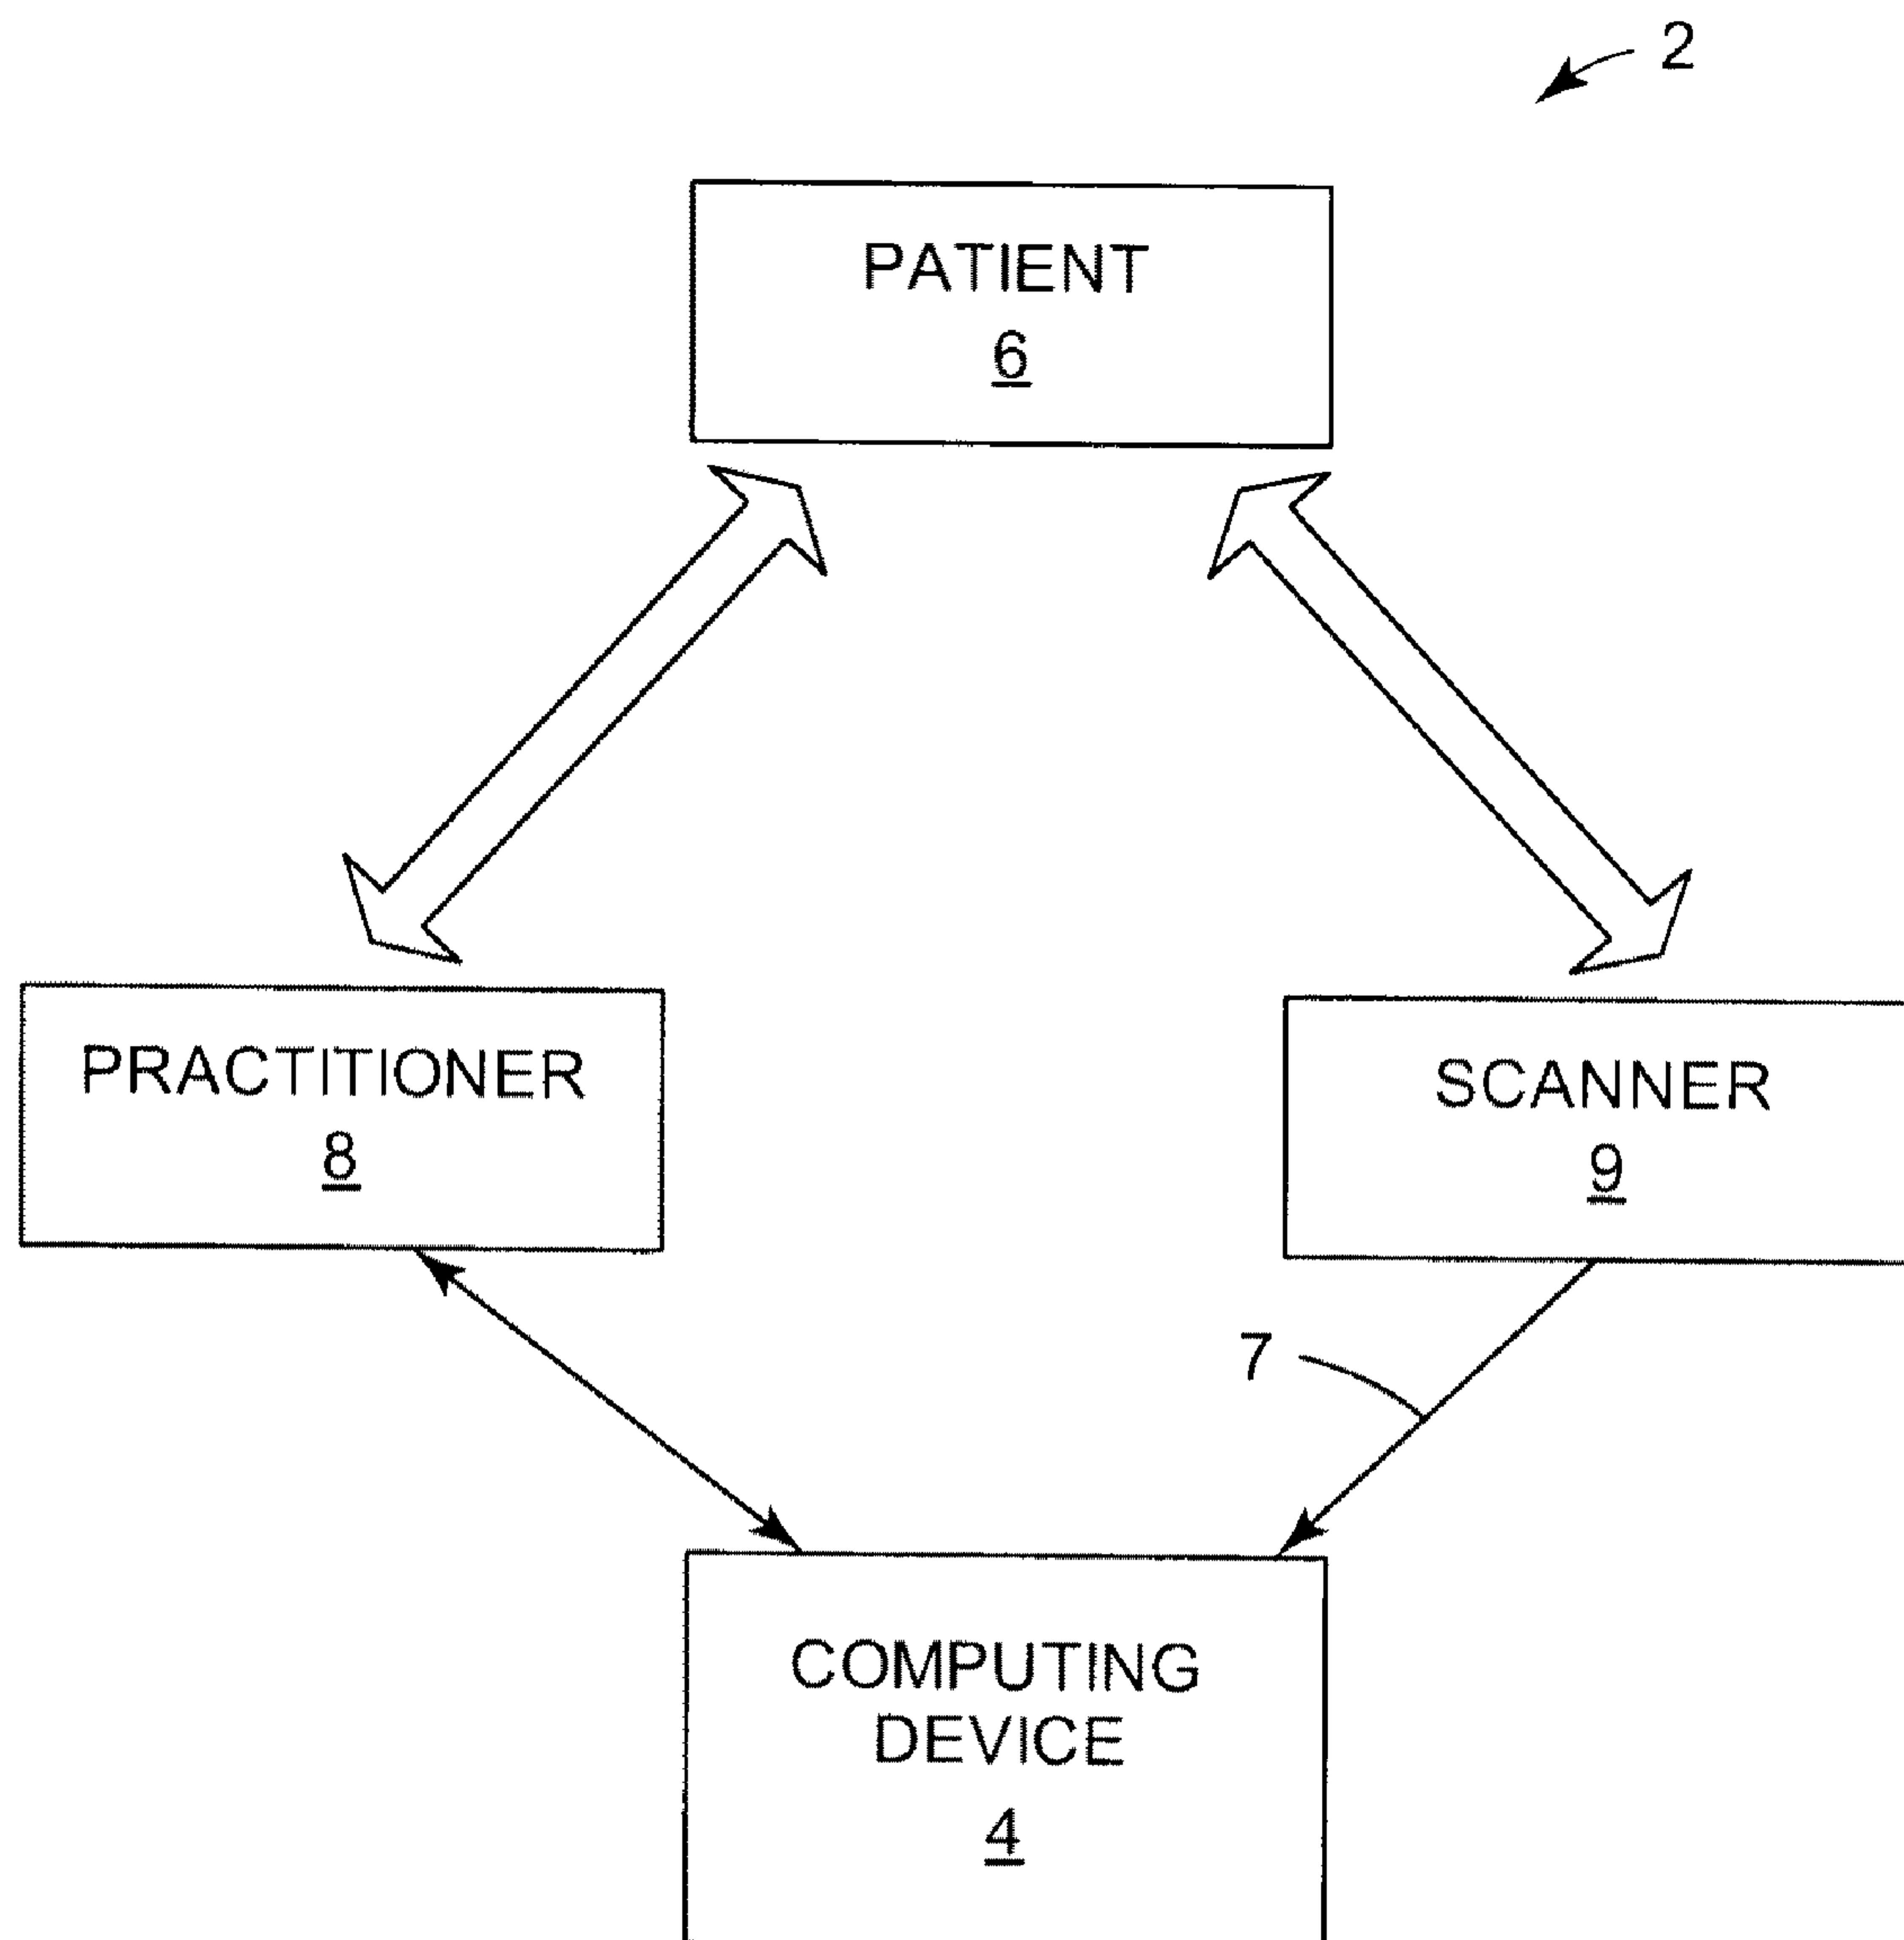 2
PATIENT
6
PRACTITIONER
8
SCANNER
9
7
COMPUTING
DEVICE
4